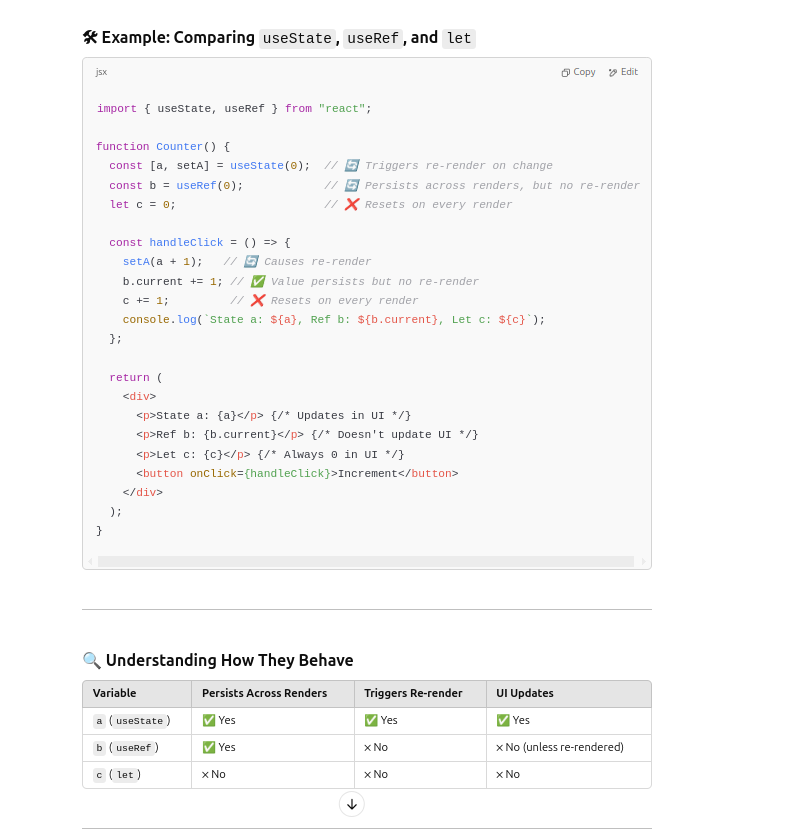 🛠 Example: Comparing useState, useRef, and let
jsx
Copy Edit
import { useState, useRef } from "react";
function Counter() {
const [a, setA] = useState(0); // 🔄 Triggers re-render on change
const b = useRef(0); // 🔄 Persists across renders, but no re-render
let c = 0; // ❌ Resets on every render
const handleClick = () => {
setA(a + 1); // 🔄 Causes re-render
b.current += 1; // ✅ Value persists but no re-render
c += 1; // ❌ Resets on every render
console.log(`State a: ${a}, Ref b: ${b.current}, Let c: ${c}`);
};
return (
<div>
<p>State a: {a}</p> {/* Updates in UI */}
<p>Ref b: {b.current}</p> {/* Doesn't update UI */}
<p>Let c: {c}</p> {/* Always 0 in UI */}
<button onClick={handleClick}>Increment</button>
</div>
);
}
🔍 Understanding How They Behave
Variable Persists Across Renders Triggers Re-render UI Updates
a (useState) ✅ Yes ✅ Yes ✅ Yes
b (useRef) ✅ Yes × No × No (unless re-rendered)
c (let) × No × No × No